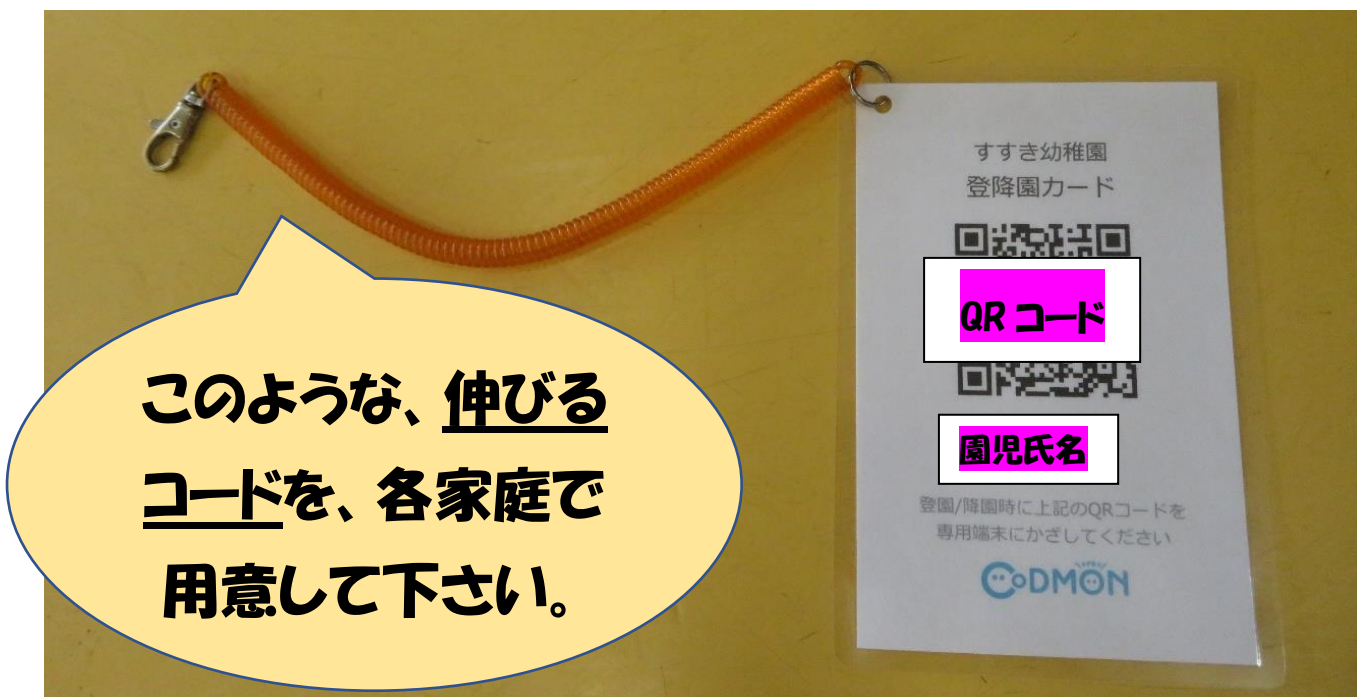 すすき幼稚園
登降園カード
QRコード
園児氏名
登園/降園時に上記のQRコードを
専用端末にかざしてください
CODMON
このような、伸びる
コードを、各家庭で
用意して下さい。